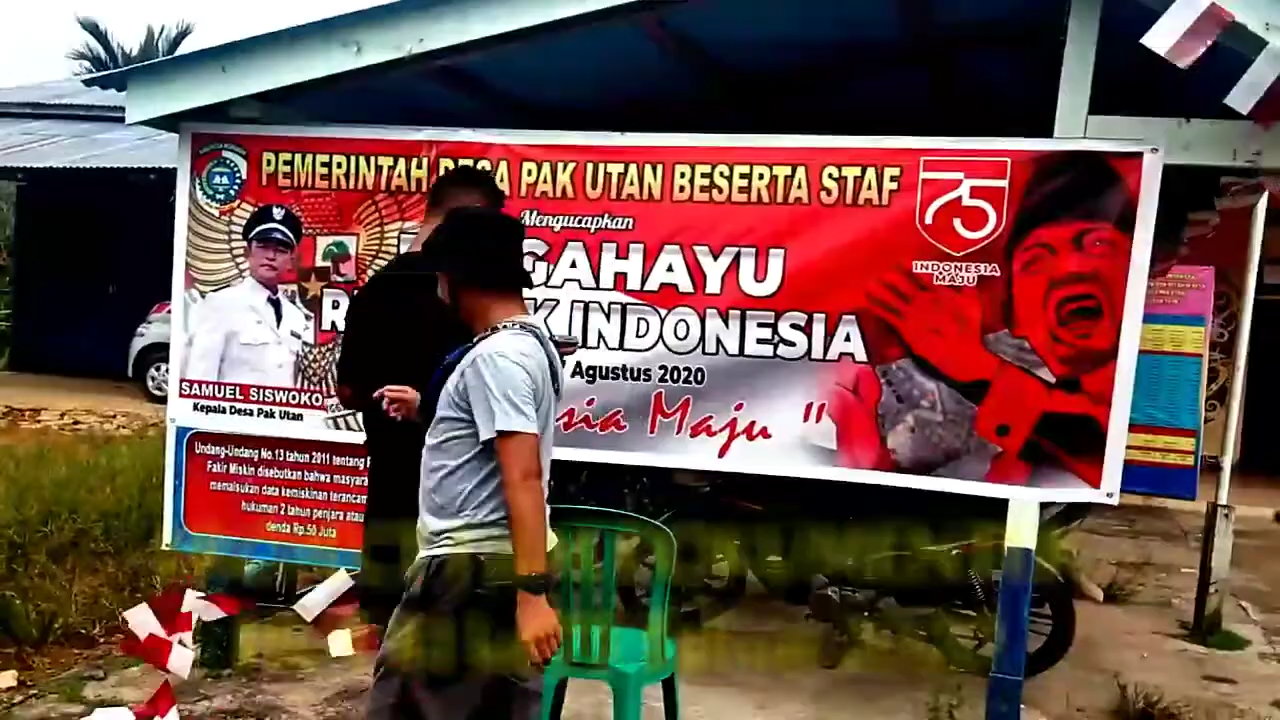 PEMERINTAH DESA PAK UTAN BESERTA STAF
Mengucapkan
GAHAYU
R K INDONESIA
Agustus 2020
sia Maju "
75
INDONESIA
MAJU
SAMUEL SISWOKO
Kepala Desa Pak Utan
Undang-Undang No.13 tahun 2011 tentang
Fakir Miskin disebutkan bahwa masyara
memalsukan data kemiskinan terancam
hukuman 2 tahun penjara atau
denda Rp.50 Juta